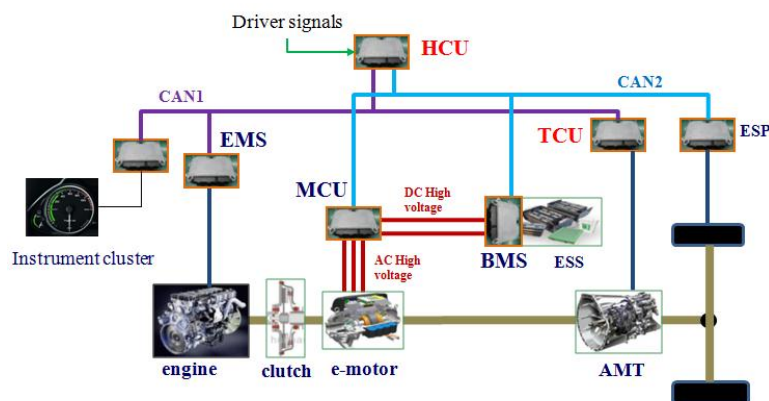 Driver signals
HCU
CAN1
CAN2
EMS
TCU
ESP
MCU
DC High
voltage
Instrument cluster
AC High
voltage
BMS
ESS
engine
clutch
e-motor
AMT